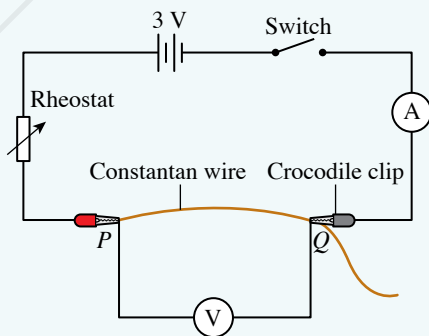 3 V
Switch
Rheostat
A
Constantan wire
Crocodile clip
P
Q
V